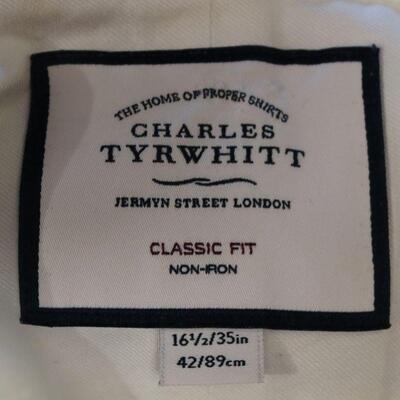 THE HOME OF PROPER SHIRTS
CHARLES
TYRWHITT
JERMYN STREET LONDON
CLASSIC FIT
NON-IRON
16½/35in
42/89cm